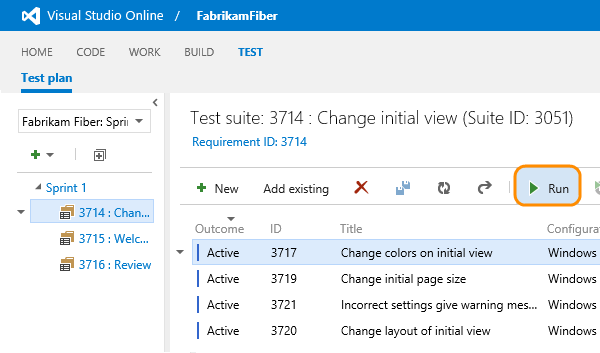 Visual Studio Online / FabrikamFiber
HOME CODE WORK BUILD TEST
Test plan
Fabrikam Fiber: Sprir
Sprint 1
3714 : Chan...
3715 : Welc...
3716 : Review
Test suite: 3714 : Change initial view (Suite ID: 3051)
Requirement ID: 3714
New Add existing Run
Outcome ID Title Configura
Active 3717 Change colors on initial view Windows
Active 3719 Change initial page size Windows
Active 3721 Incorrect settings give warning mes... Windows
Active 3720 Change layout of initial view Windows